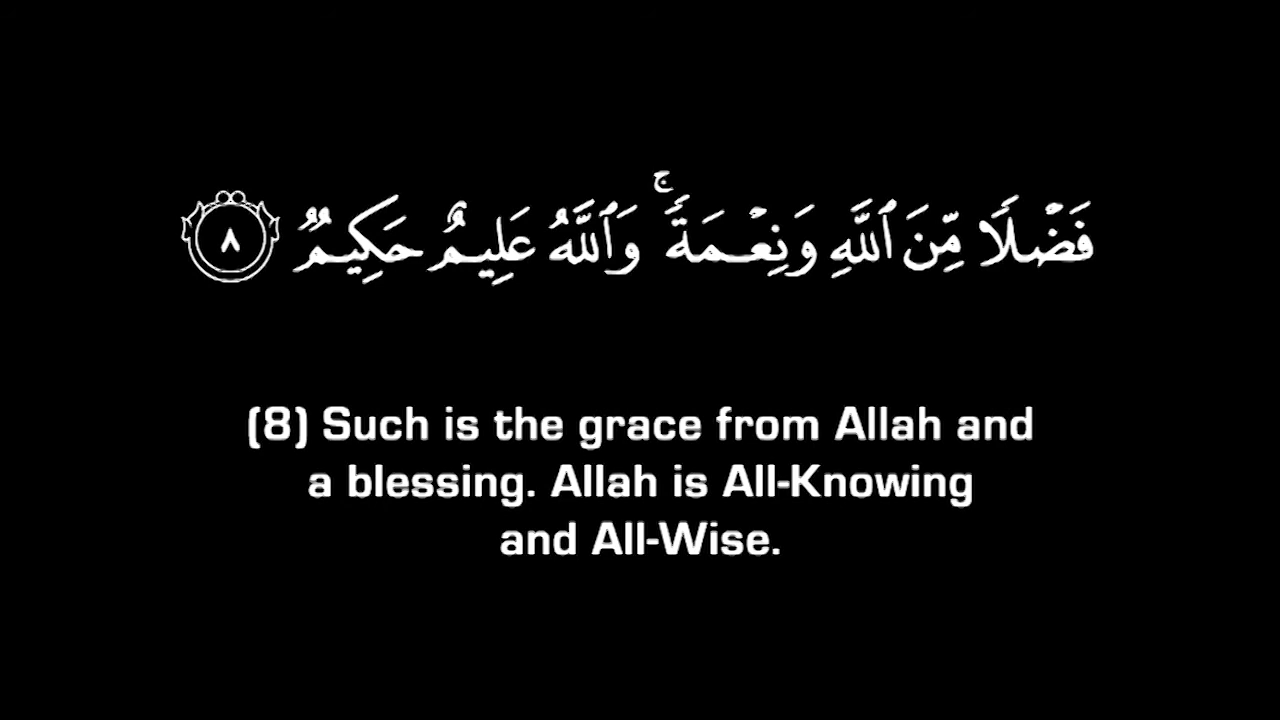 فَضْلًا مِّنَ ٱللَّهِ وَنِعْمَةً ۚ وَٱللَّهُ عَلِيمٌ حَكِيمٌ ٨
(8) Such is the grace from Allah and
a blessing. Allah is All-Knowing
and All-Wise.